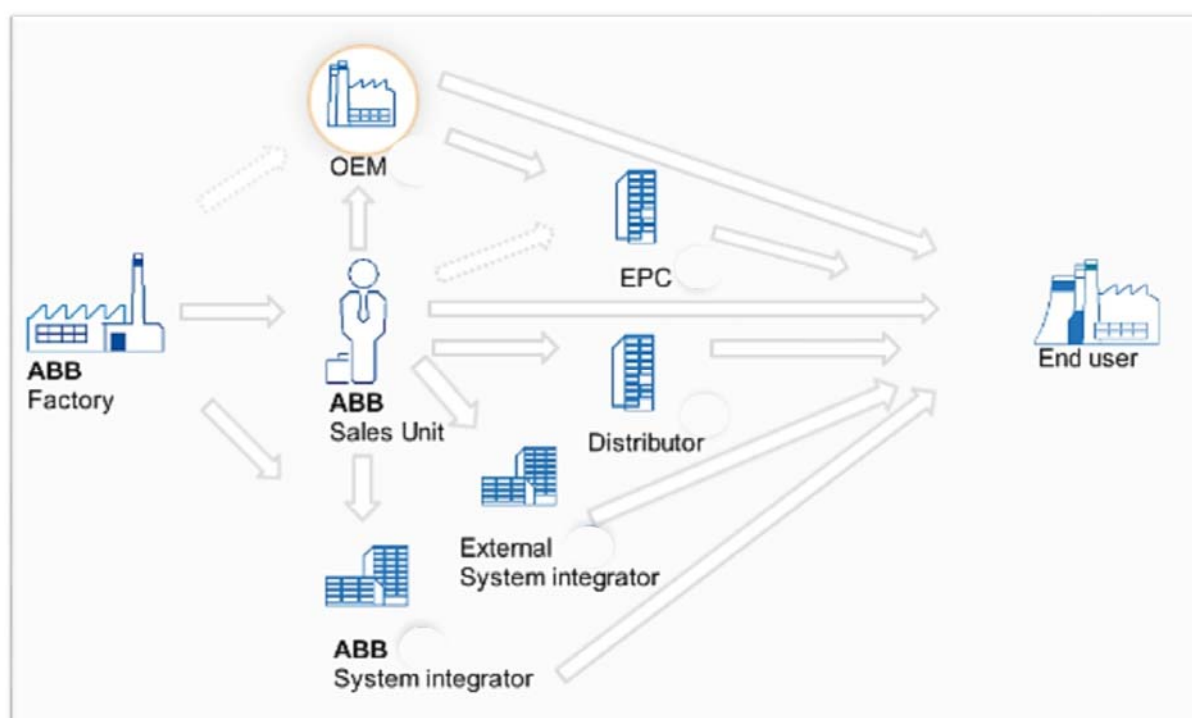 OEM
EPC
ABB
Factory
ABB
Sales Unit
Distributor
End user
External
System integrator
ABB
System integrator